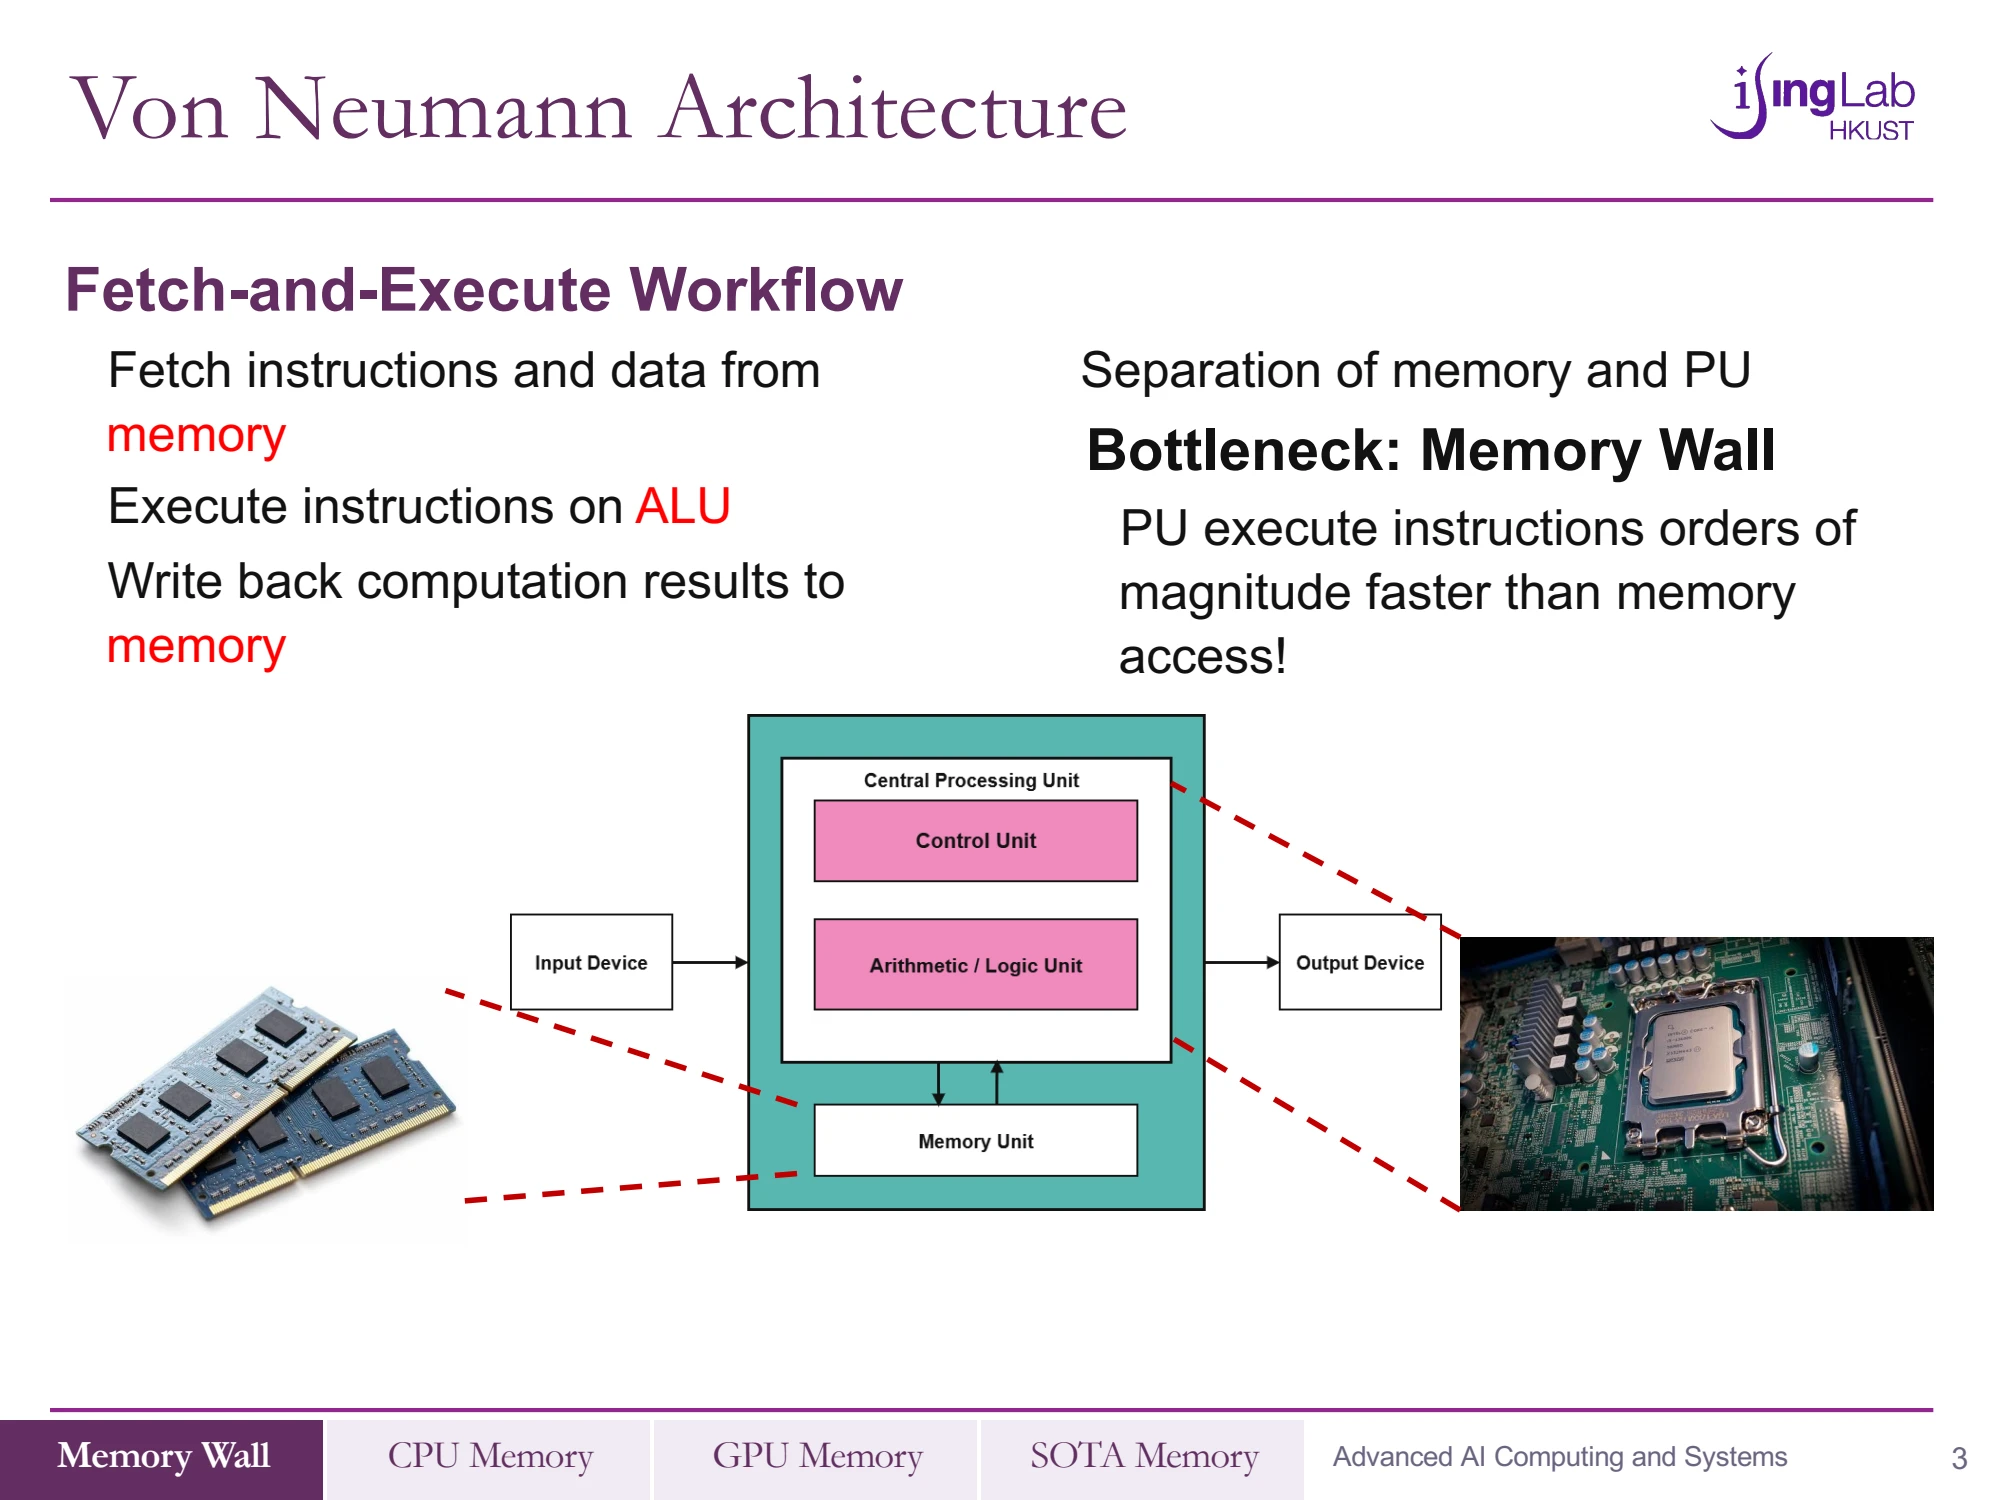 Von Neumann Architecture
iSingLab
HKUST
Fetch-and-Execute Workflow
Fetch instructions and data from
memory
Execute instructions on ALU
Write back computation results to
memory
Separation of memory and PU
Bottleneck: Memory Wall
PU execute instructions orders of
magnitude faster than memory
access!
Central Processing Unit
Control Unit
Arithmetic / Logic Unit
Input Device
Output Device
Memory Unit
Memory Wall
CPU Memory
GPU Memory
SOTA Memory
Advanced AI Computing and Systems
3